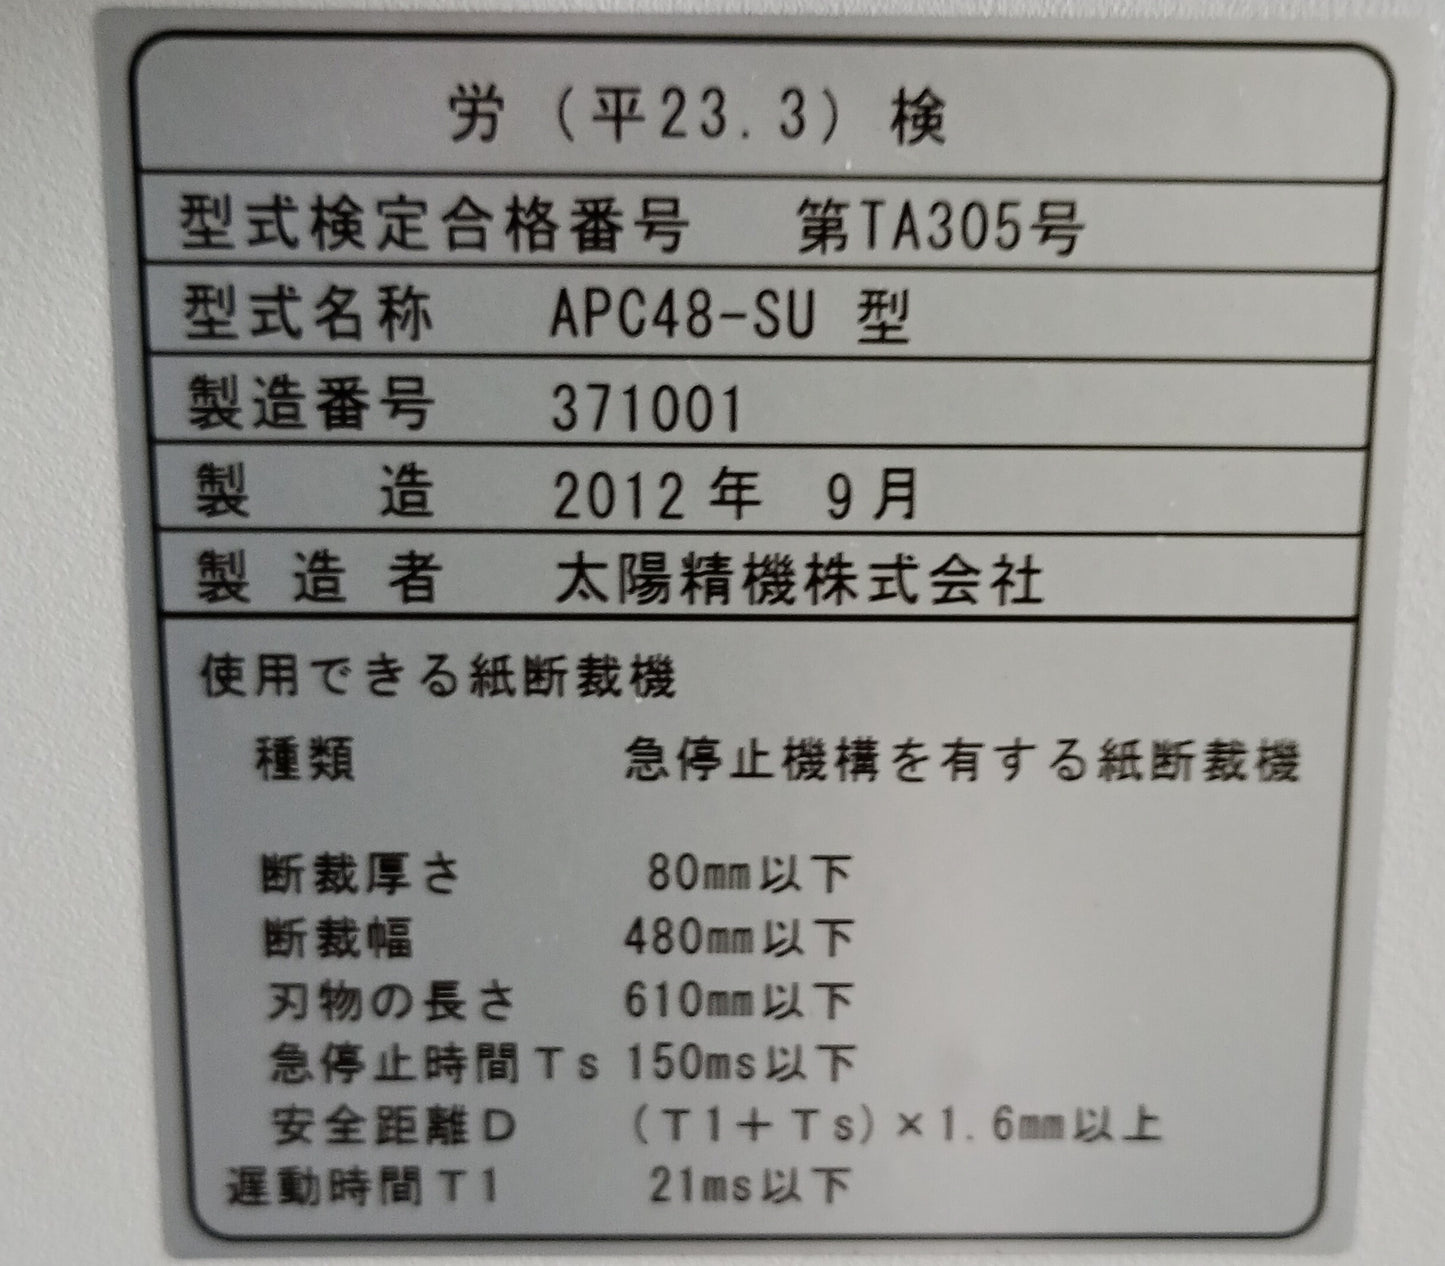 労（平23.3）検
型式検定合格番号　第TA305号
型式名称　APC48-SU 型
製造番号　371001
製　造　2012年　9月
製造者　太陽精機株式会社
使用できる紙断裁機
種類　急停止機構を有する紙断裁機
断裁厚さ　80mm以下
断裁幅　480mm以下
刃物の長さ　610mm以下
急停止時間Ts 150ms以下
安全距離D　(T1+Ts)×1.6mm以上
遅動時間T1　21ms以下